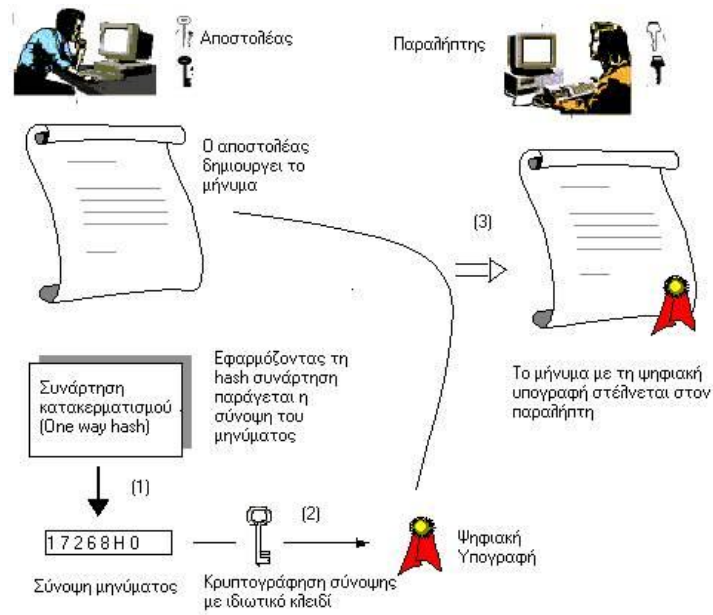 Αποστολέας
Παραλήπτης
Ο αποστολέας
δημιουργει το
μήνυμα
(3)
Συνάρτηση
κατακερματισμού
(One way hash)
Εφαρμόζοντας τη
hash συνάρτηση
παράγεται η
σύνοψη του
μηνύματος
Το μήνυμα με τη ψηφιακή
υπογραφή στέλνεται στον
παραλήπτη
(1)
17268H0
(2)
Ψηφιακή
Υπογραφή
Σύνοψη μηνύματος
Κρυπτογράφηση σύνοψης
με ιδιωτικό κλειδί